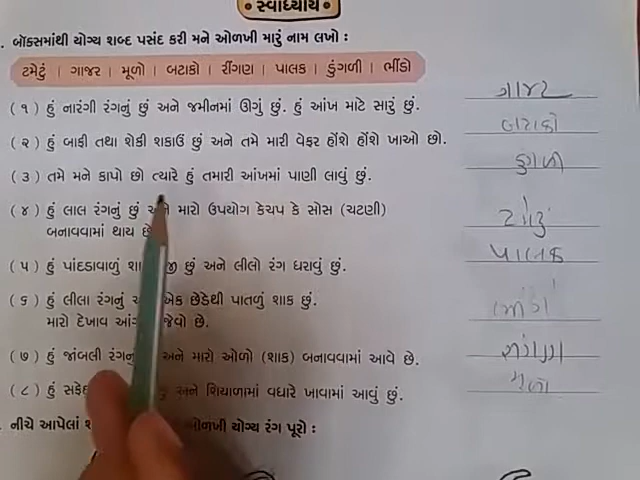 સ્વાધ્યાય
. બૉક્સમાંથી યોગ્ય શબ્દ પસંદ કરી મને ઓળખી મારું નામ લખો :
ટમેટું | ગાજર | મૂળો | બટાકો | રીંગણ | પાલક | ડુંગળી | ભીંડો
(૧) હું નારંગી રંગનું છું અને જમીનમાં ઊગું છું. હું આંખ માટે સારું છું. ગાજર
(૨) હું બાફી તથા શેકી શકાઉં છું અને તમે મારી વેફર હોંશે હોંશે ખાઓ છો. બટાકો
(૩) તમે મને કાપો છો ત્યારે હું તમારી આંખમાં પાણી લાવું છું. ડુંગળી
(૪) હું લાલ રંગનું છું અને મારો ઉપયોગ કેચપ કે સોસ (ચટણી)
બનાવવામાં થાય છે
(૫) હું પાંદડાવાળું છું અને લીલો રંગ ધરાવું છું. પાલક
(૬) હું લીલા રંગનું એક છેડેથી પાતળું શાક છું.
મારો દેખાવ જેવો છે.
(૭) હું જાંબલી રંગનું અને મારો ઓળો (શાક) બનાવવામાં આવે છે.
(૮) હું સફેદ અને શિયાળામાં વધારે ખાવામાં આવું છું. મૂળો
. નીચે આપેલાં ઓળખી યોગ્ય રંગ પૂરો :